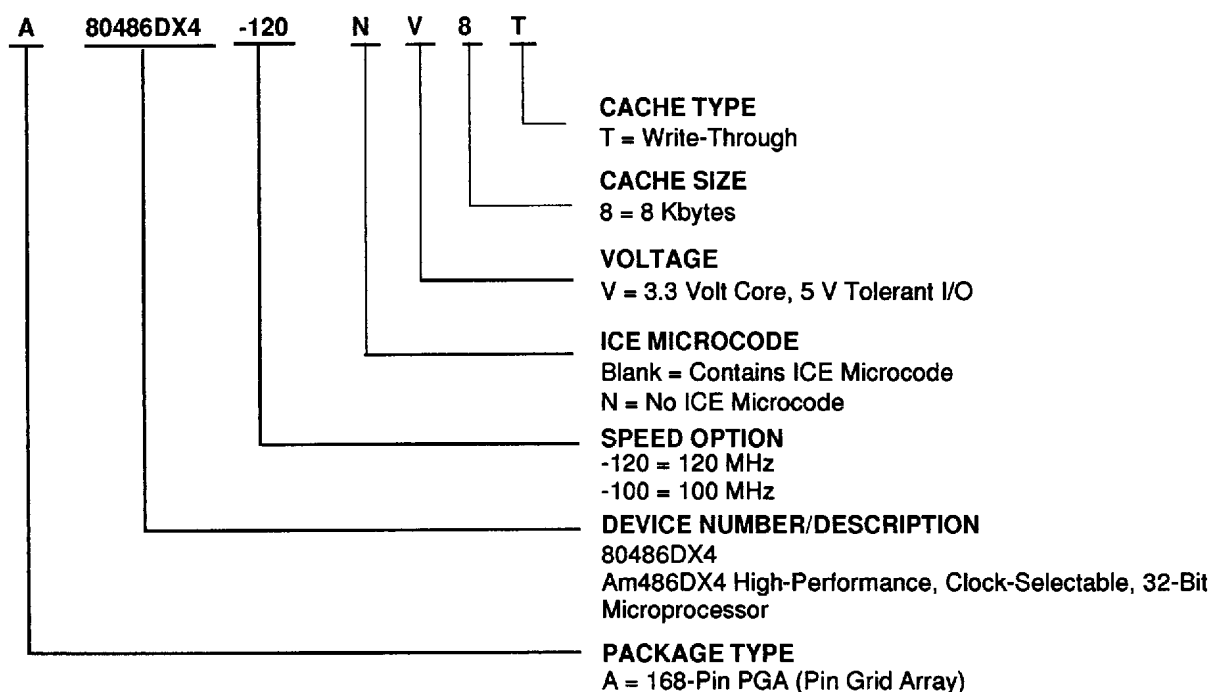 A 80486DX4 -120 N V 8 T
CACHE TYPE
T = Write-Through
CACHE SIZE
8 = 8 Kbytes
VOLTAGE
V = 3.3 Volt Core, 5 V Tolerant I/O
ICE MICROCODE
Blank = Contains ICE Microcode
N = No ICE Microcode
SPEED OPTION
-120 = 120 MHz
-100 = 100 MHz
DEVICE NUMBER/DESCRIPTION
80486DX4
Am486DX4 High-Performance, Clock-Selectable, 32-Bit
Microprocessor
PACKAGE TYPE
A = 168-Pin PGA (Pin Grid Array)